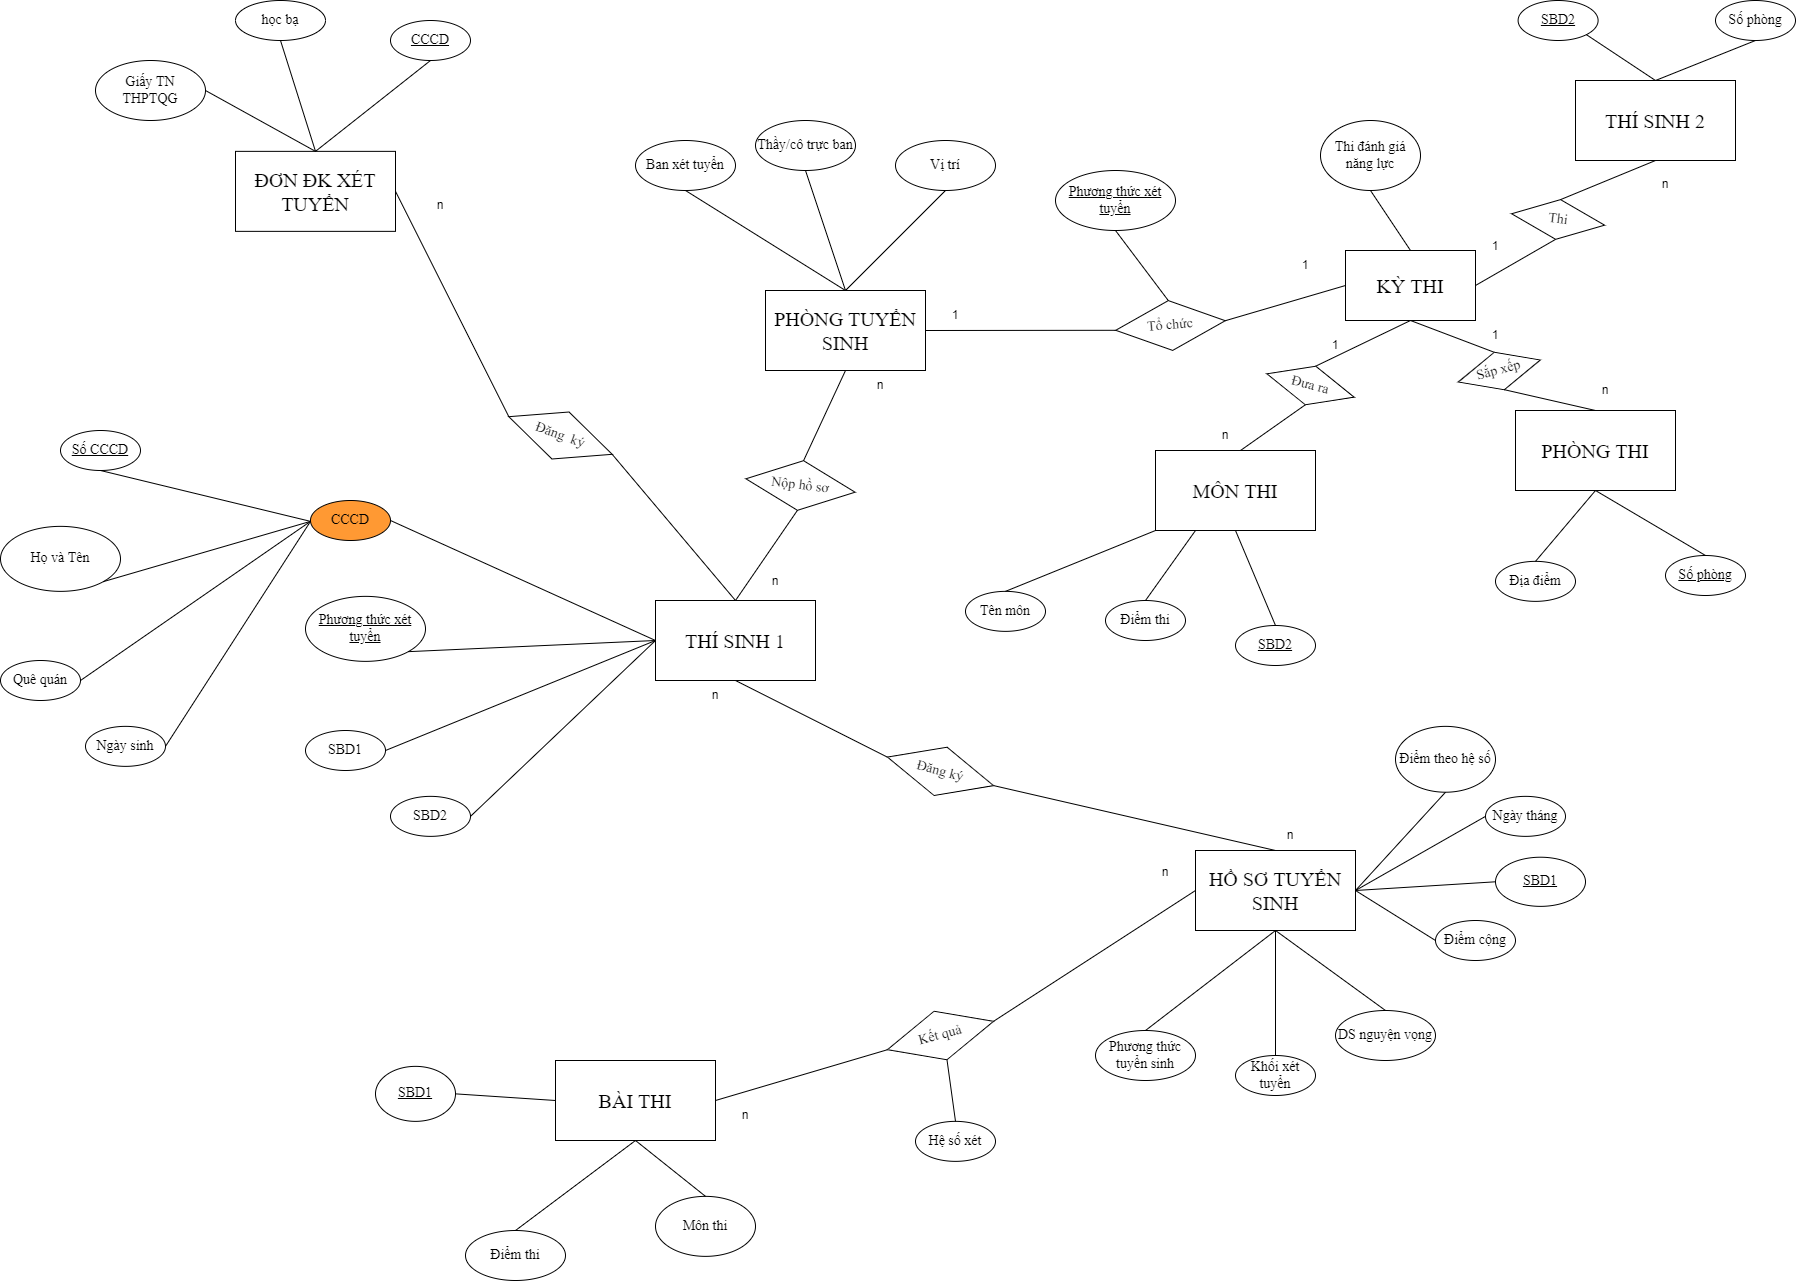 học bạ
CCCD
Giấy TN
THPTQG
ĐƠN ĐK XÉT
TUYỂN
n
SBD2
Số phòng
THÍ SINH 2
n
Thi
1
Thi đánh giá
năng lực
KỲ THI
Ban xét tuyển
Thầy/cô trực ban
Vị trí
Phương thức xét
tuyển
PHÒNG TUYỂN
SINH
1
Tổ chức
1
n
1
Đưa ra
n
1
Sắp xếp
n
PHÒNG THI
Địa điểm
Số phòng
MÔN THI
Tên môn
Điểm thi
SBD2
Đăng ký
Nộp hồ sơ
n
Số CCCD
CCCD
Họ và Tên
Quê quán
Ngày sinh
Phương thức xét
tuyển
SBD1
SBD2
THÍ SINH 1
n
Đăng ký
n
Điểm theo hệ số
Ngày tháng
SBD1
Điểm cộng
HỒ SƠ TUYỂN
SINH
n
Phương thức
tuyển sinh
Khối xét
tuyển
DS nguyện vọng
Kết quả
Hệ số xét
n
BÀI THI
SBD1
Điểm thi
Môn thi